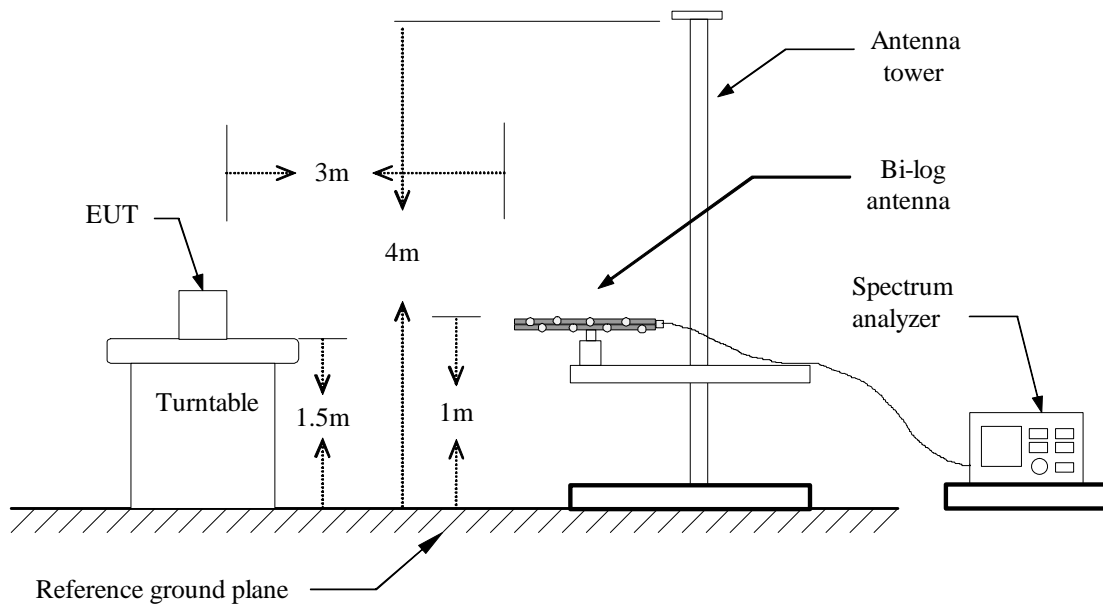 Antenna
tower
3m
Bi-log
antenna
EUT
4m
Spectrum
analyzer
Turntable
1.5m
1m
Reference ground plane